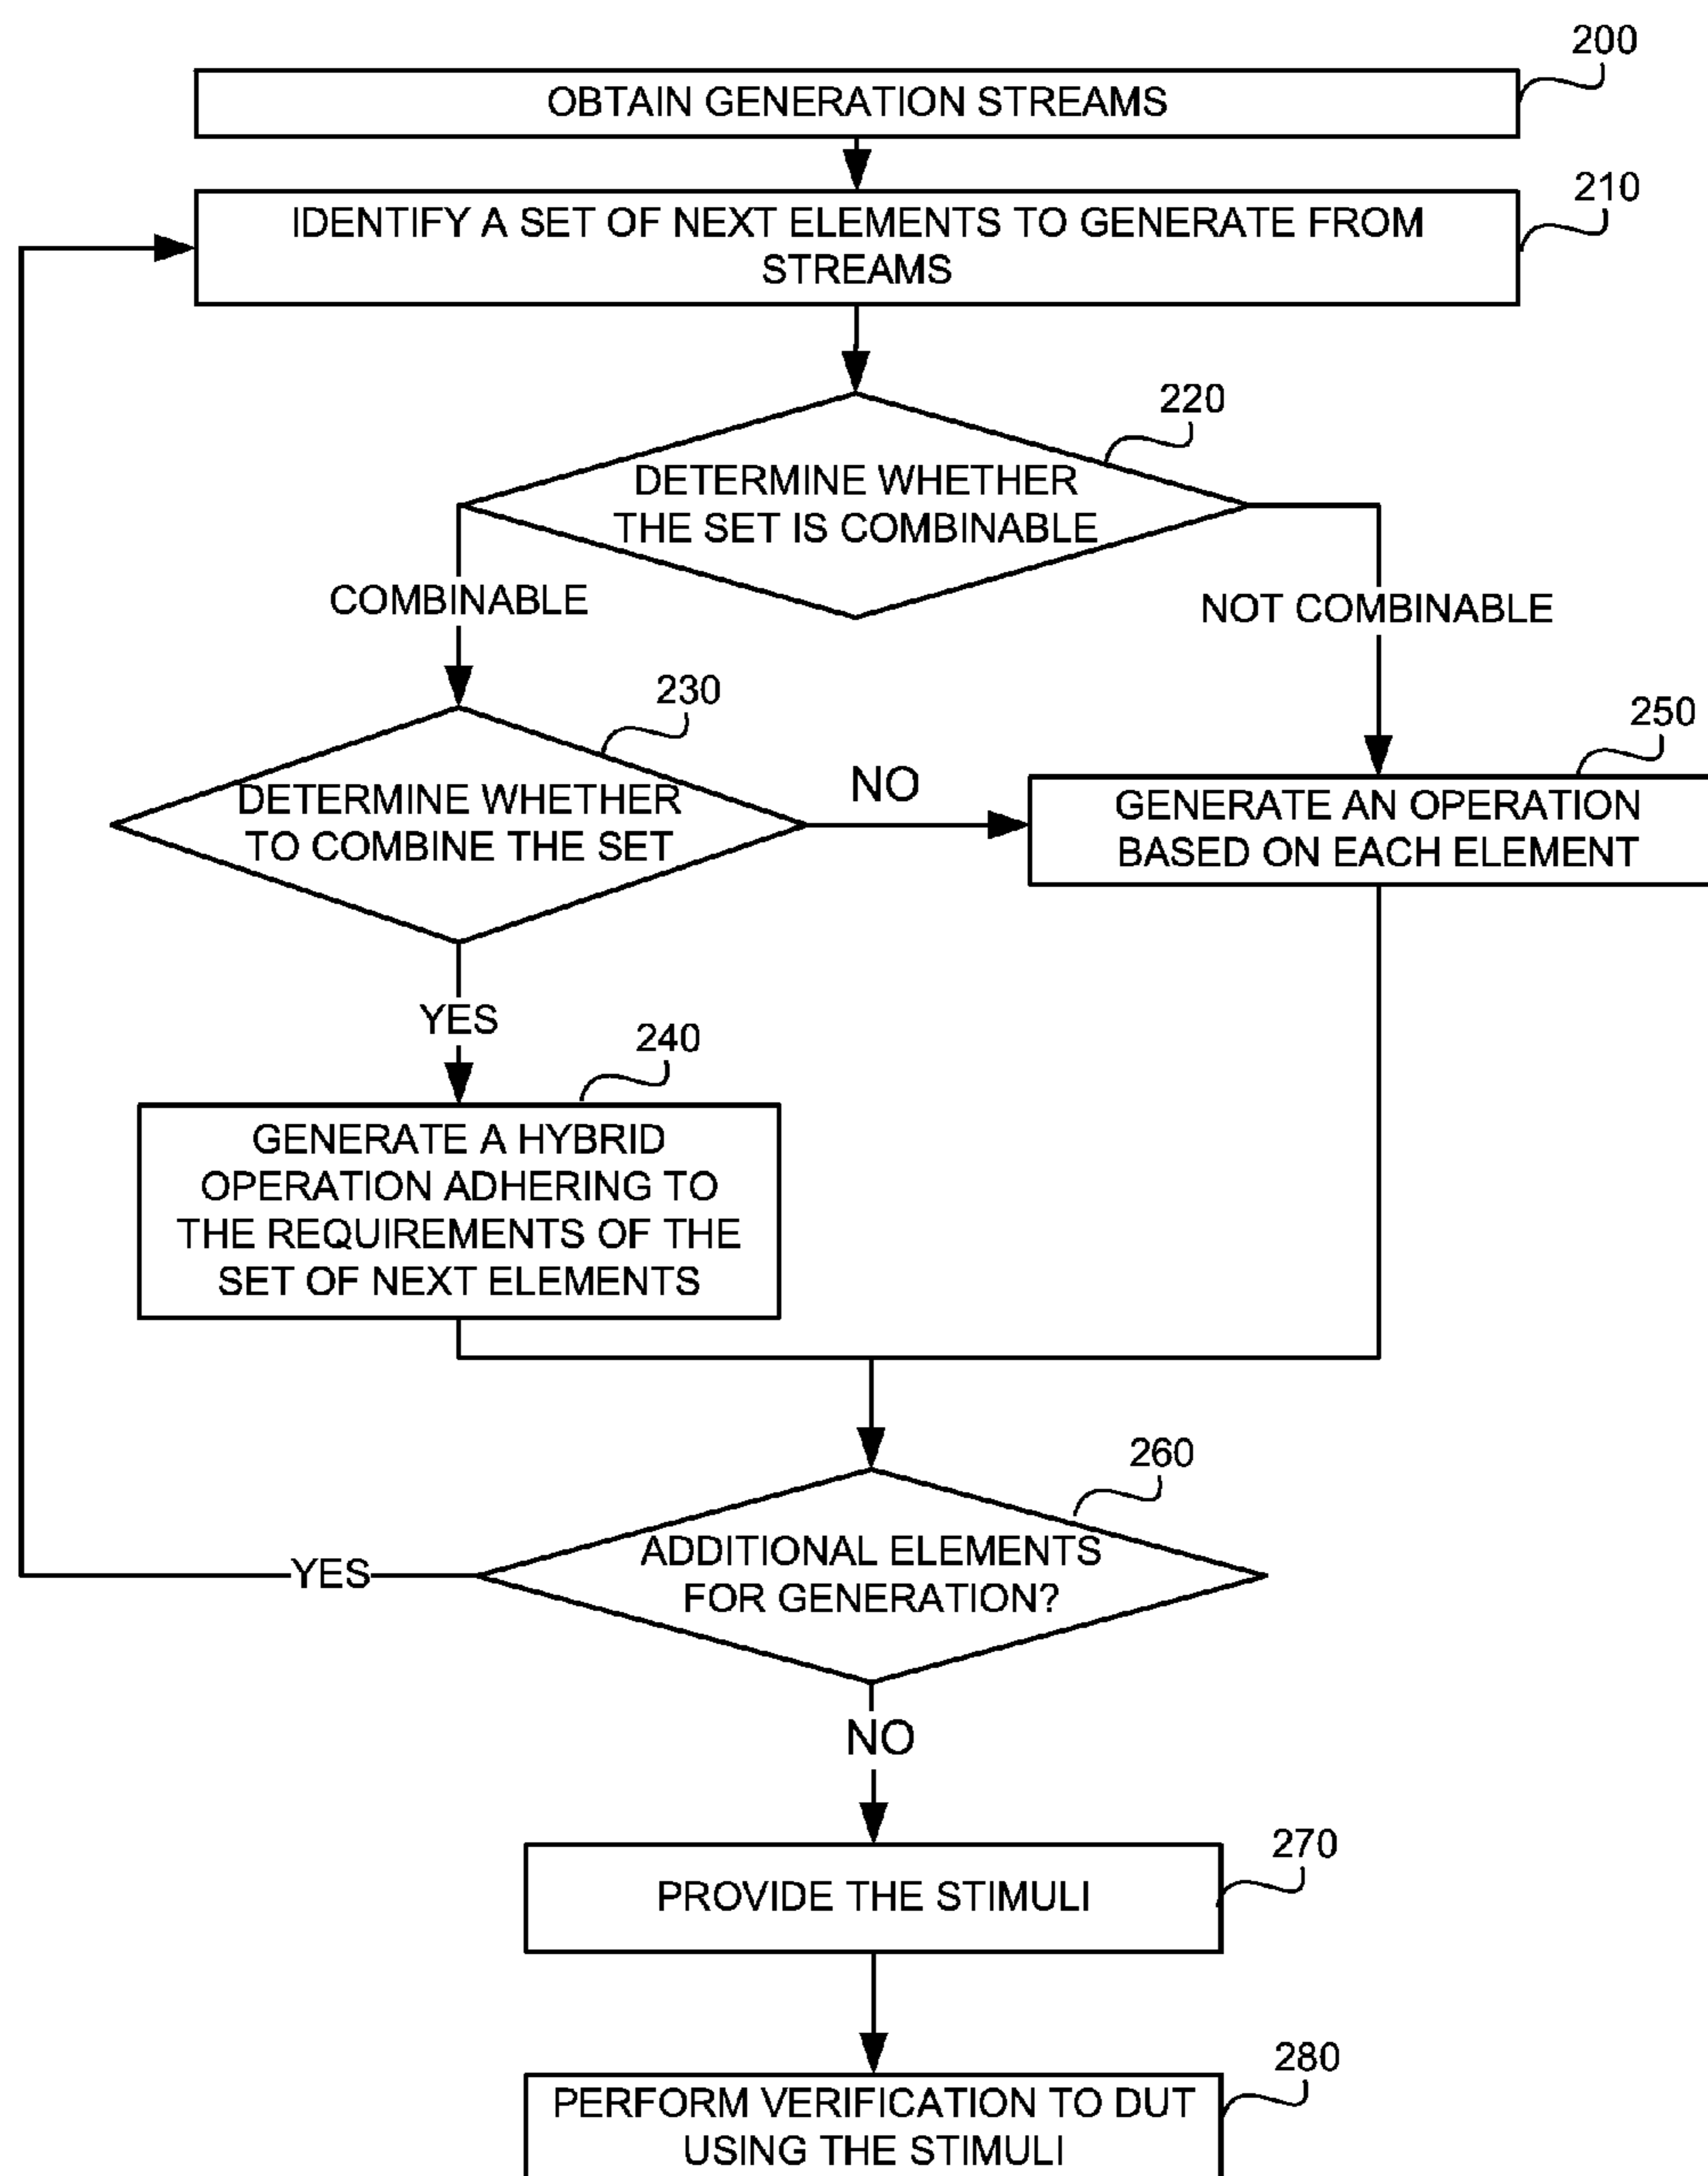 200
OBTAIN GENERATION STREAMS
210
IDENTIFY A SET OF NEXT ELEMENTS TO GENERATE FROM
STREAMS
220
DETERMINE WHETHER
THE SET IS COMBINABLE
COMBINABLE
NOT COMBINABLE
230
DETERMINE WHETHER
TO COMBINE THE SET
NO
250
GENERATE AN OPERATION
BASED ON EACH ELEMENT
YES
240
GENERATE A HYBRID
OPERATION ADHERING TO
THE REQUIREMENTS OF THE
SET OF NEXT ELEMENTS
260
ADDITIONAL ELEMENTS
FOR GENERATION?
YES
NO
270
PROVIDE THE STIMULI
280
PERFORM VERIFICATION TO DUT
USING THE STIMULI